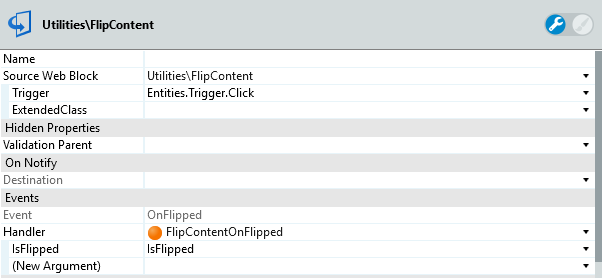 Utilities\FlipContent
Name
Source Web Block Utilities\FlipContent
Trigger Entities.Trigger.Click
ExtendedClass
Hidden Properties
Validation Parent
On Notify
Destination
Events
Event OnFlipped
Handler FlipContentOnFlipped
IsFlipped IsFlipped
(New Argument)